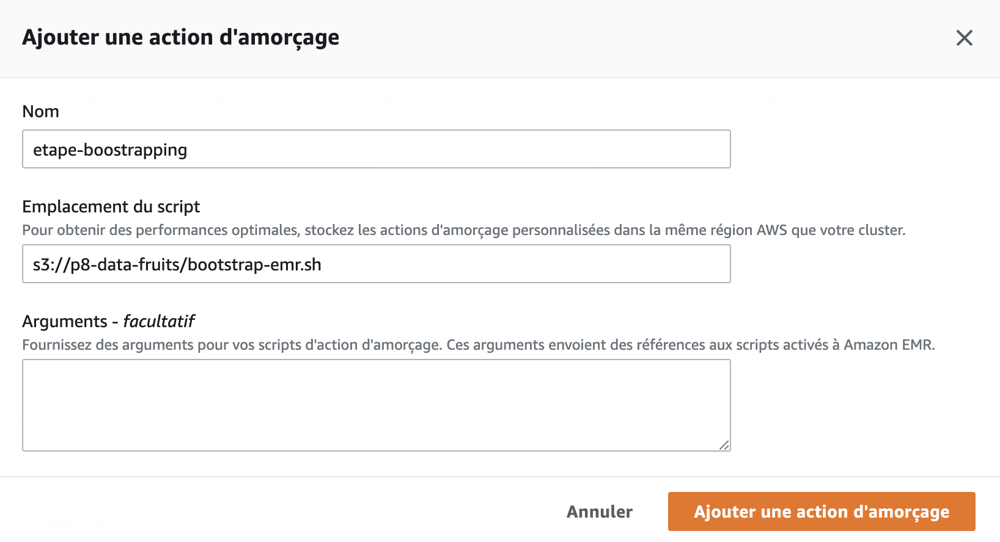 Ajouter une action d'amorçage
Nom
etape-boostrapping
Emplacement du script
Pour obtenir des performances optimales, stockez les actions d'amorçage personnalisées dans la même région AWS que votre cluster.
s3://p8-data-fruits/bootstrap-emr.sh
Arguments - facultatif
Fournissez des arguments pour vos scripts d'action d'amorçage. Ces arguments envoient des références aux scripts activés à Amazon EMR.
Annuler
Ajouter une action d'amorçage